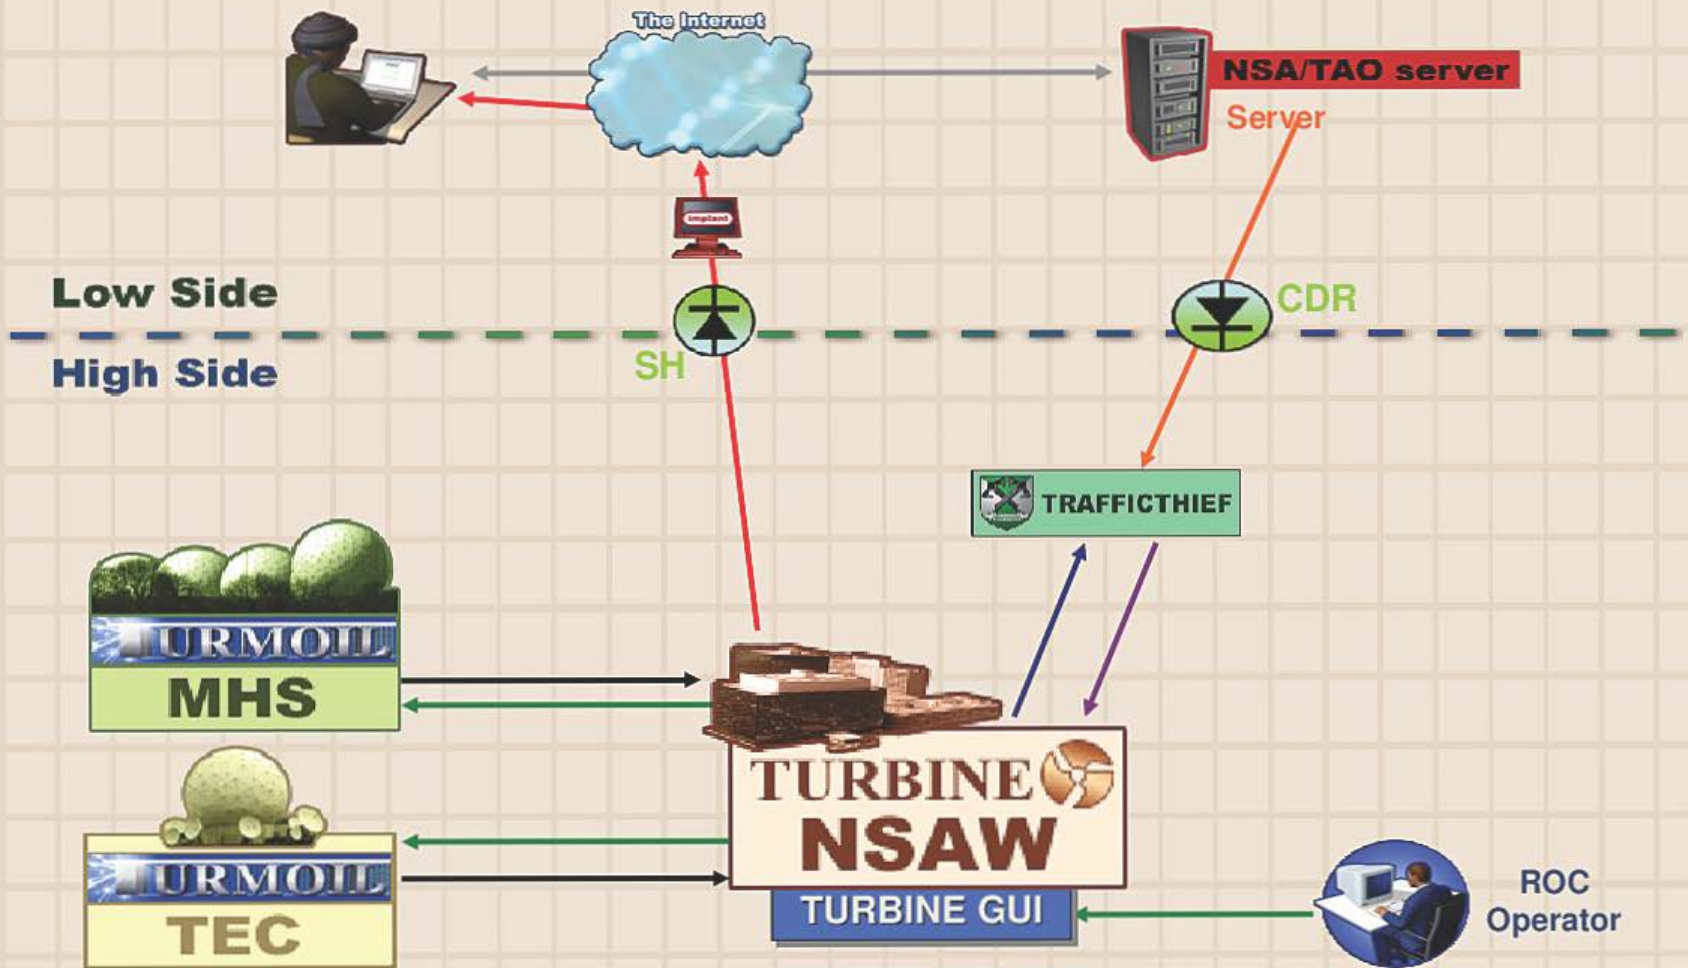 The Internet
NSA/TAO server
Server
implant
Low Side
CDR
High Side
SH
TRAFFICTHIEF
TURMOIL
MHS
TURBINE
NSAW
TURMOIL
TEC
TURBINE GUI
ROC
Operator